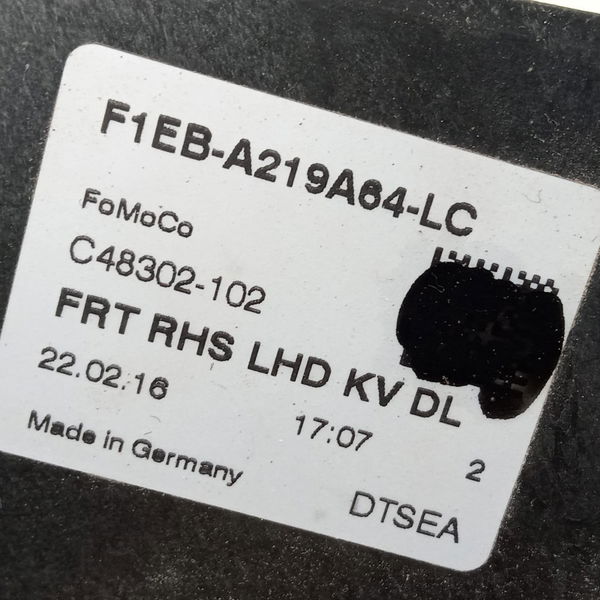 F1EB-A219A64-LC
FoMoCo
C48302-102
FRT RHS LHD KV DL
22.02.16 17:07 2
Made in Germany
DTSEA